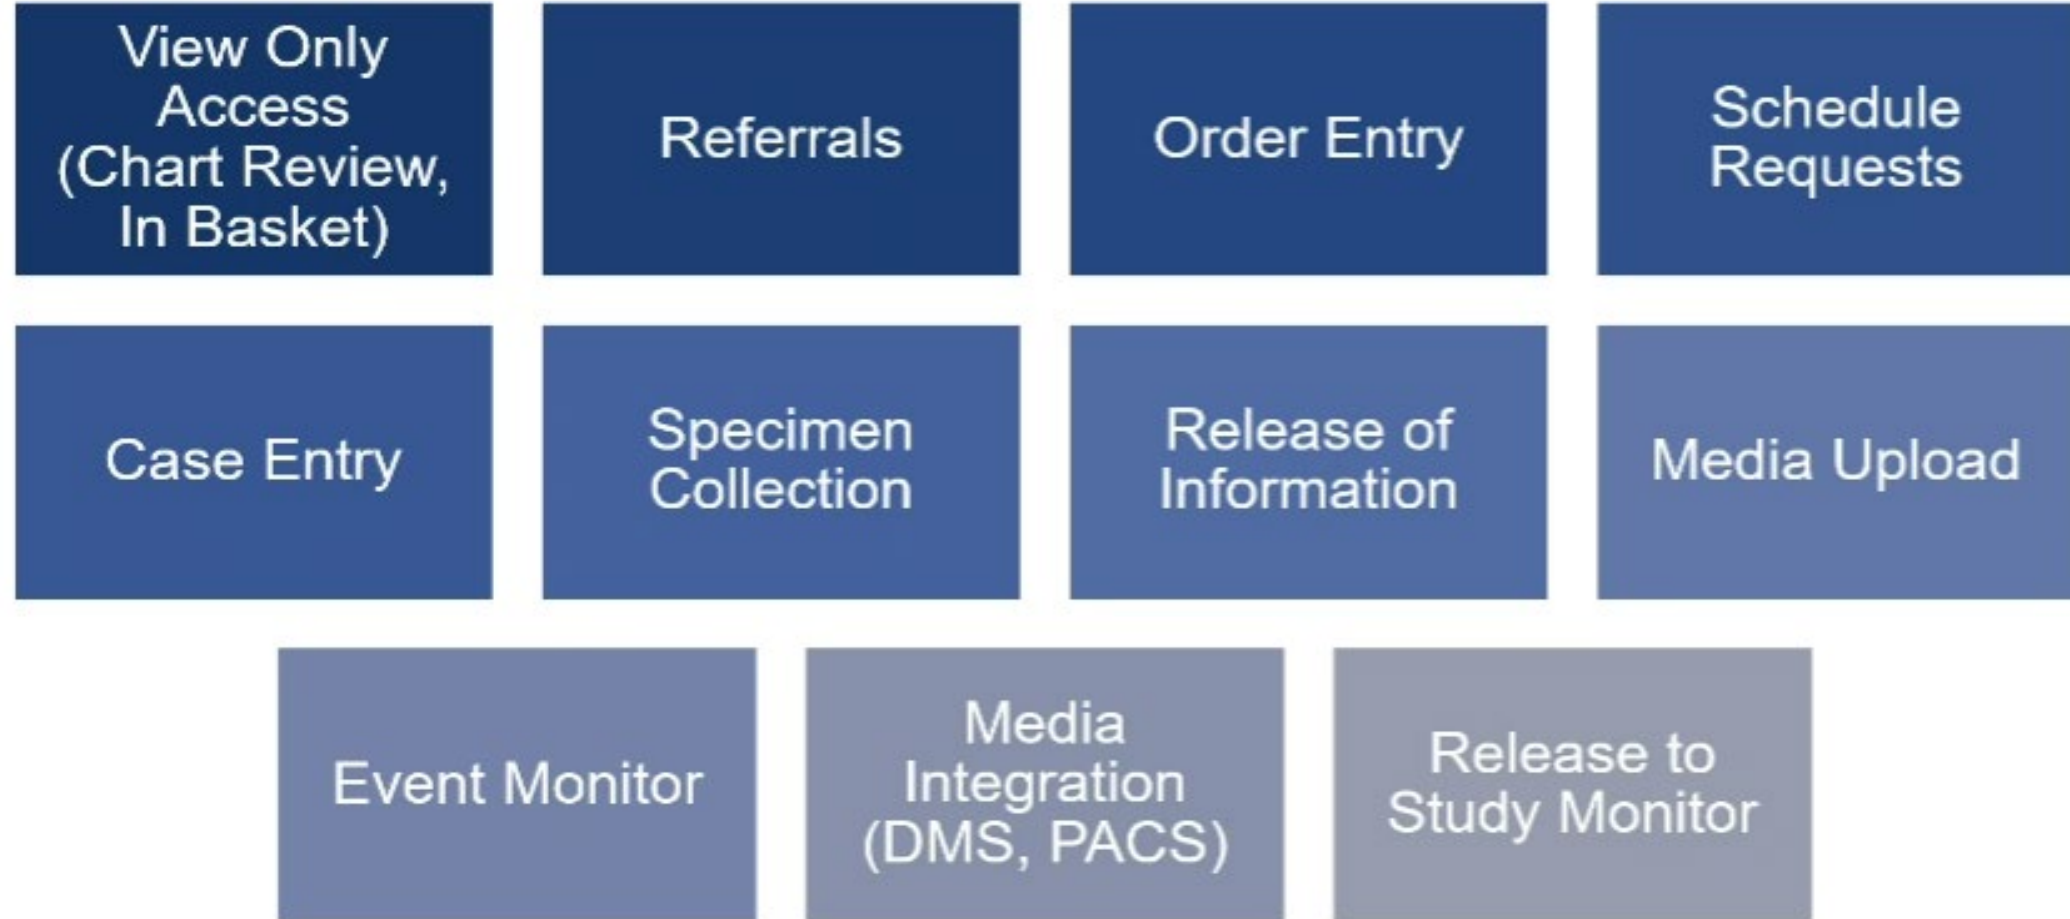 View Only
Access
(Chart Review,
In Basket)
Referrals
Order Entry
Schedule
Requests
Case Entry
Specimen
Collection
Release of
Information
Media Upload
Event Monitor
Media
Integration
(DMS, PACS)
Release to
Study Monitor